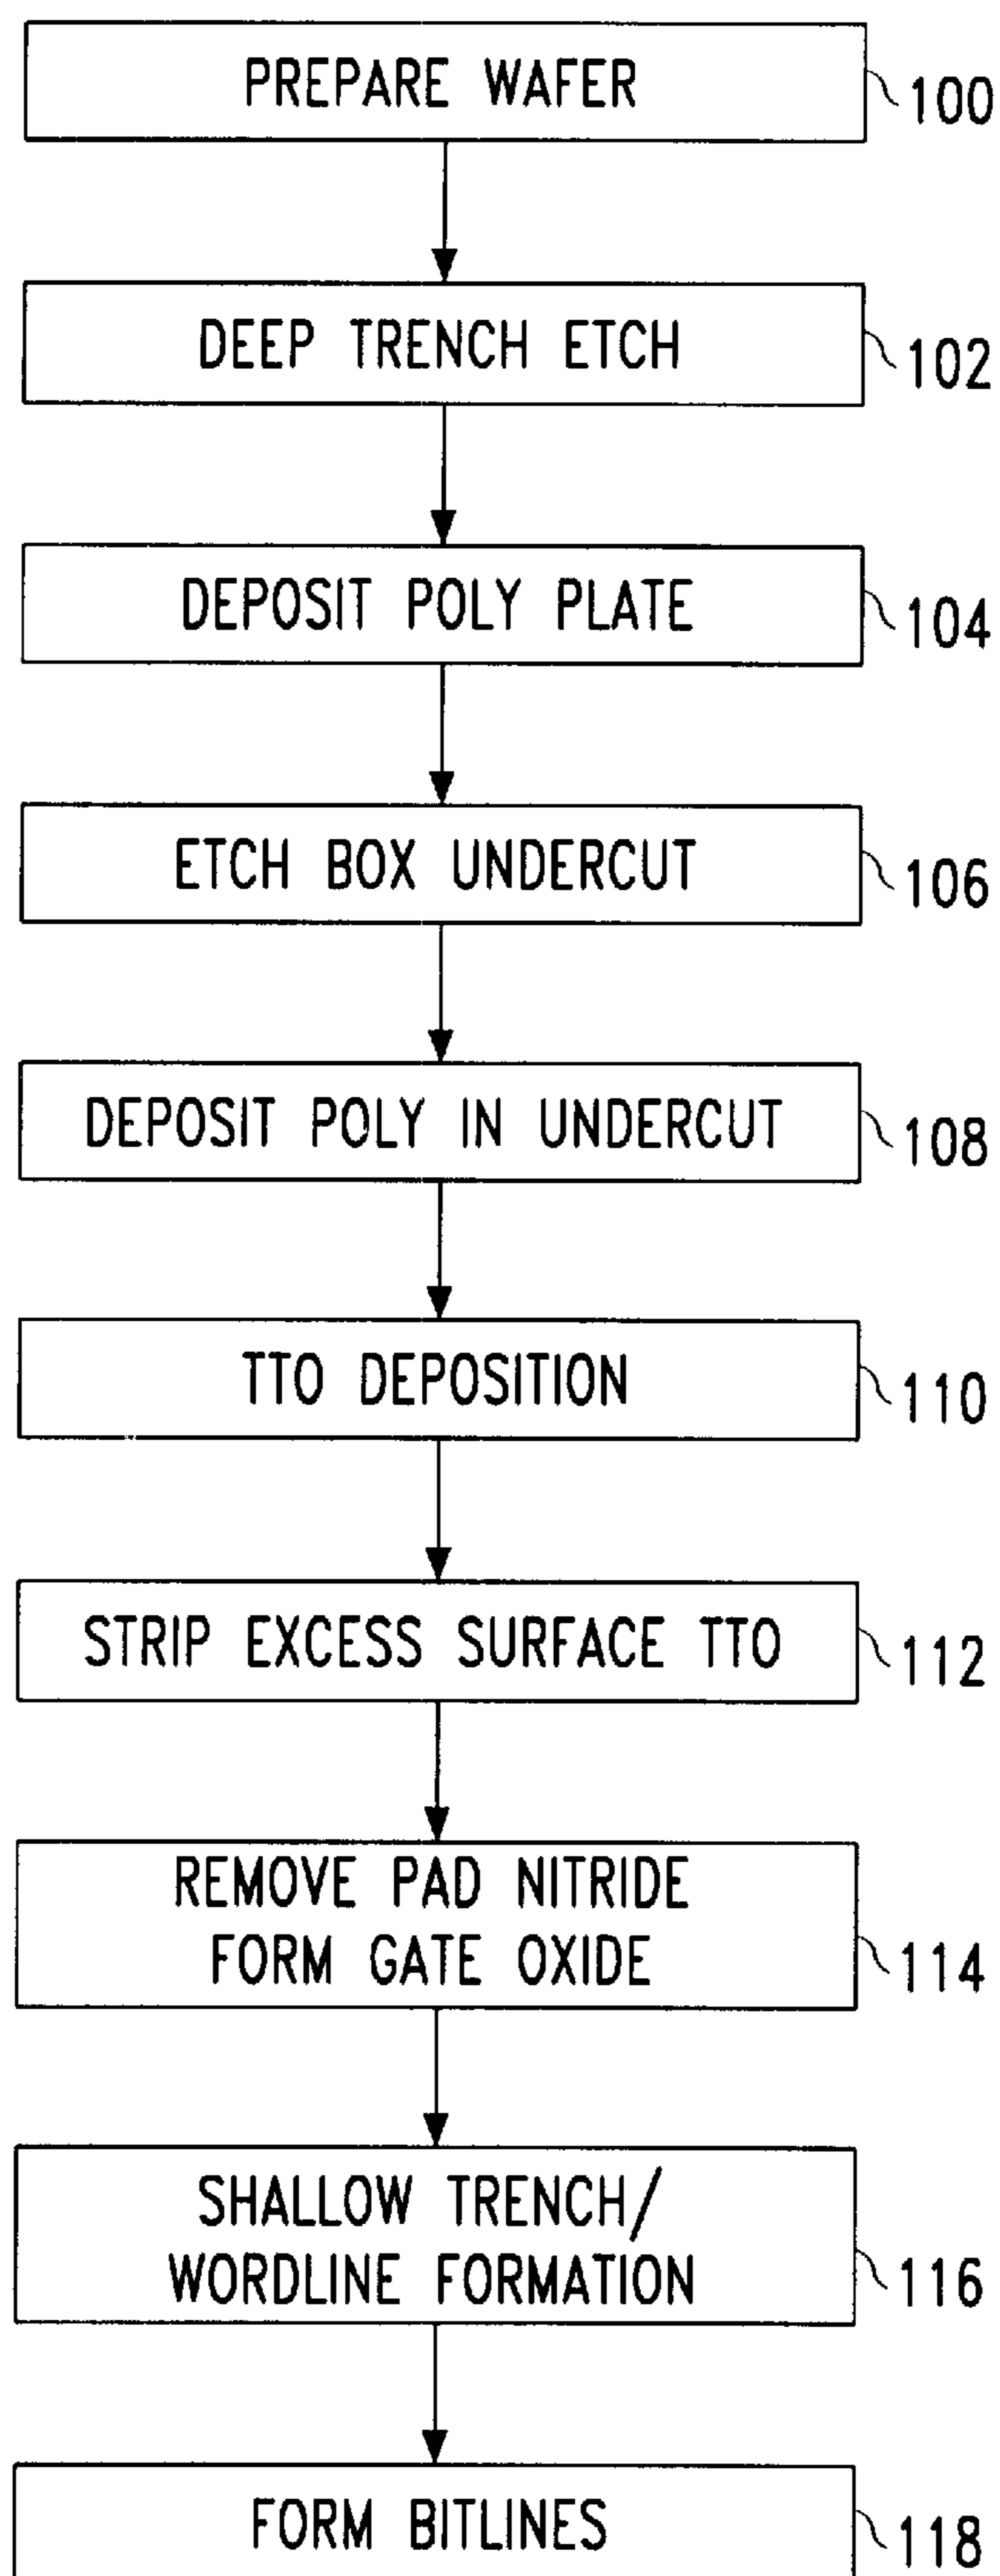 PREPARE WAFER
100
DEEP TRENCH ETCH
102
DEPOSIT POLY PLATE
104
ETCH BOX UNDERCUT
106
DEPOSIT POLY IN UNDERCUT
108
TTO DEPOSITION
110
STRIP EXCESS SURFACE TTO
112
REMOVE PAD NITRIDE
FORM GATE OXIDE
114
SHALLOW TRENCH/
WORDLINE FORMATION
116
FORM BITLINES
118